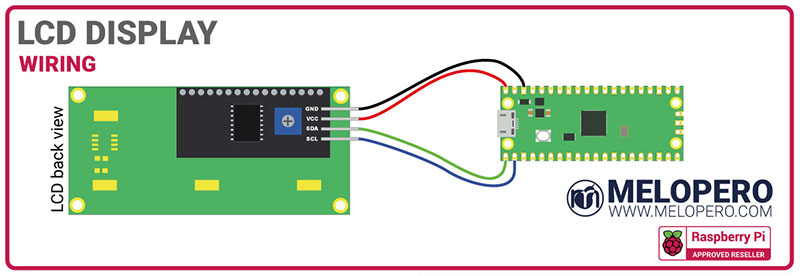 LCD DISPLAY
WIRING
LCD back view
GND
VCC
SDA
SCL
MELOPERO
WWW.MELOPERO.COM
Raspberry Pi
APPROVED RESELLER